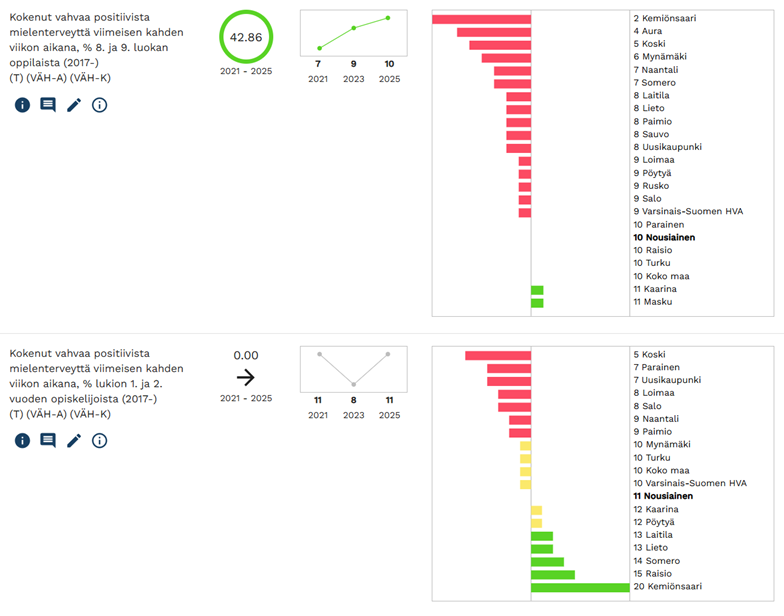 Kokenut vahvaa positiivista
mielenterveyttä viimeisen kahden
viikon aikana, % 8. ja 9. luokan
oppilaista (2017-)
(T) (VÄH-A) (VÄH-K)
42.86
2021 - 2025
7 9 10
2021 2023 2025
2 Kemiönsaari
4 Aura
5 Koski
6 Mynämäki
7 Naantali
7 Somero
8 Laitila
8 Lieto
8 Paimio
8 Sauvo
8 Uusikaupunki
9 Loimaa
9 Pöytyä
9 Rusko
9 Salo
9 Varsinais-Suomen HVA
10 Parainen
10 Nousiainen
10 Raisio
10 Turku
10 Koko maa
11 Kaarina
11 Masku
Kokenut vahvaa positiivista
mielenterveyttä viimeisen kahden
viikon aikana, % lukion 1. ja 2.
vuoden opiskelijoista (2017-)
(T) (VÄH-A) (VÄH-K)
0.00
2021 - 2025
11 8 11
2021 2023 2025
5 Koski
7 Parainen
7 Uusikaupunki
8 Loimaa
8 Salo
9 Naantali
9 Paimio
10 Mynämäki
10 Turku
10 Koko maa
10 Varsinais-Suomen HVA
11 Nousiainen
12 Kaarina
12 Pöytyä
13 Laitila
13 Lieto
14 Somero
15 Raisio
20 Kemiönsaari